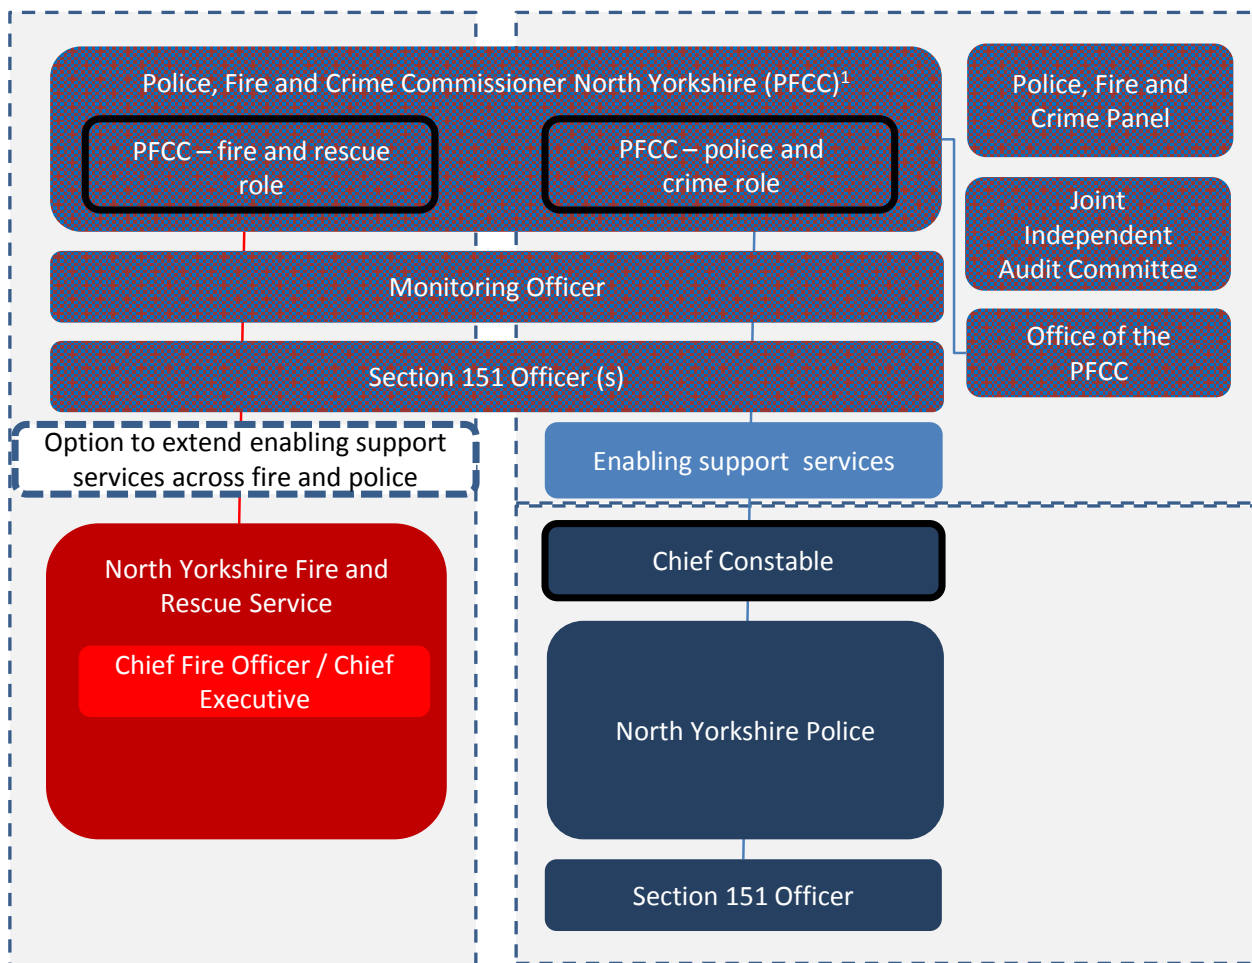 Police, Fire and Crime Commissioner North Yorkshire (PFCC)¹
PFCC – fire and rescue
role
PFCC – police and
crime role
Police, Fire and
Crime Panel
Joint
Independent
Audit Committee
Office of the
PFCC
Monitoring Officer
Section 151 Officer (s)
Option to extend enabling support
services across fire and police
Enabling support  services
North Yorkshire Fire and
Rescue Service
Chief Fire Officer / Chief
Executive
Chief Constable
North Yorkshire Police
Section 151 Officer